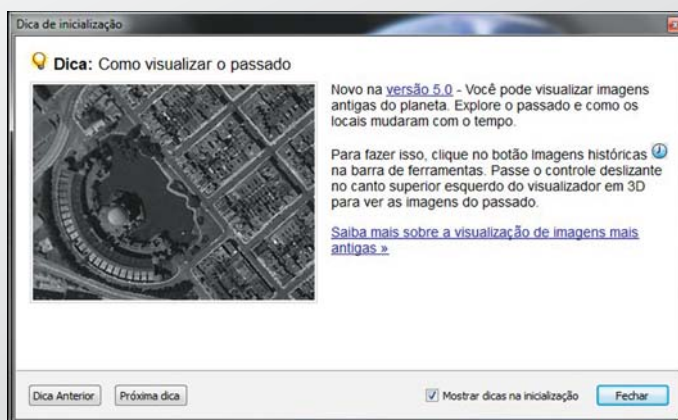 Dica de inicialização
Dica: Como visualizar o passado
Novo na versão 5.0 - Você pode visualizar imagens
antigas do planeta. Explore o passado e como os
locais mudaram com o tempo.
Para fazer isso, clique no botão Imagens históricas
na barra de ferramentas. Passe o controle deslizante
no canto superior esquerdo do visualizador em 3D
para ver as imagens do passado.
Saiba mais sobre a visualização de imagens mais
antigas »
Dica Anterior
Próxima dica
Mostrar dicas na inicialização
Fechar